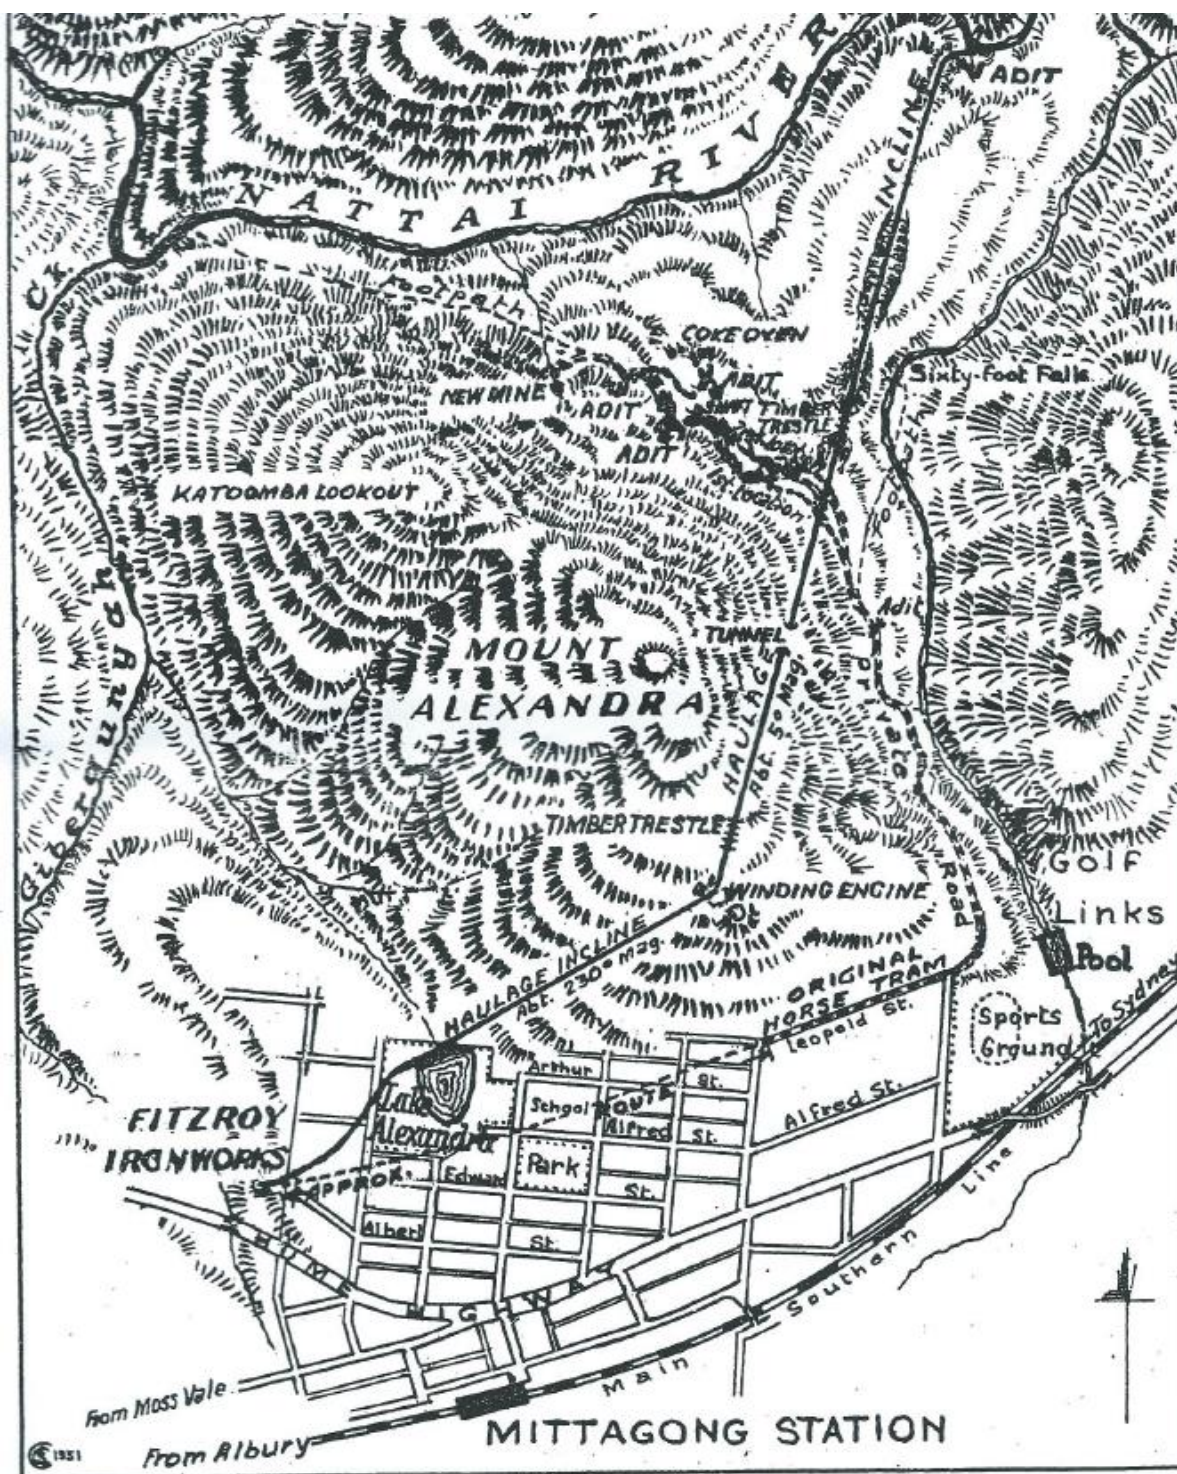 ADIT
INCLINE
NATTAI RIVER
CK.
Footpath
COKE OVEN
Sixty-Foot Falls
ADIT
NEW MINE
ADIT
TIMBER
TRESTLE
ADIT
KATOOMBA LOOKOUT
Gibergunyah
Adit
TUNNEL
MOUNT
ALEXANDRA
HAULAGE
Private
Road
TIMBER TRESTLE
Golf
Links
WINDING ENGINE
Pool
HAULAGE INCLINE
Abt. 230° mag.
ORIGINAL
HORSE TRAM
Leopold St.
To Sydney
Sports
Ground
Arthur
St.
School
ROUTE
Alfred
St.
Alfred St.
Lake
Alexandra
FITZROY
IRONWORKS
APPROX.
Edward
St.
Park
Albert
St.
HUME HIGHWAY
Main Southern Line
From Moss Vale
From Albury
MITTAGONG STATION
1951